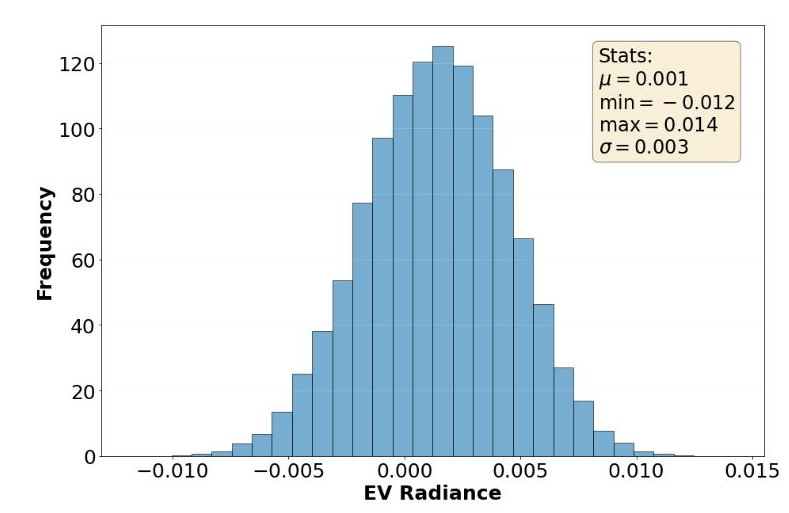 Stats:
μ = 0.001
min = −0.012
max = 0.014
σ = 0.003
120
100
80
60
40
20
0
Frequency
−0.010 −0.005 0.000 0.005 0.010 0.015
EV Radiance